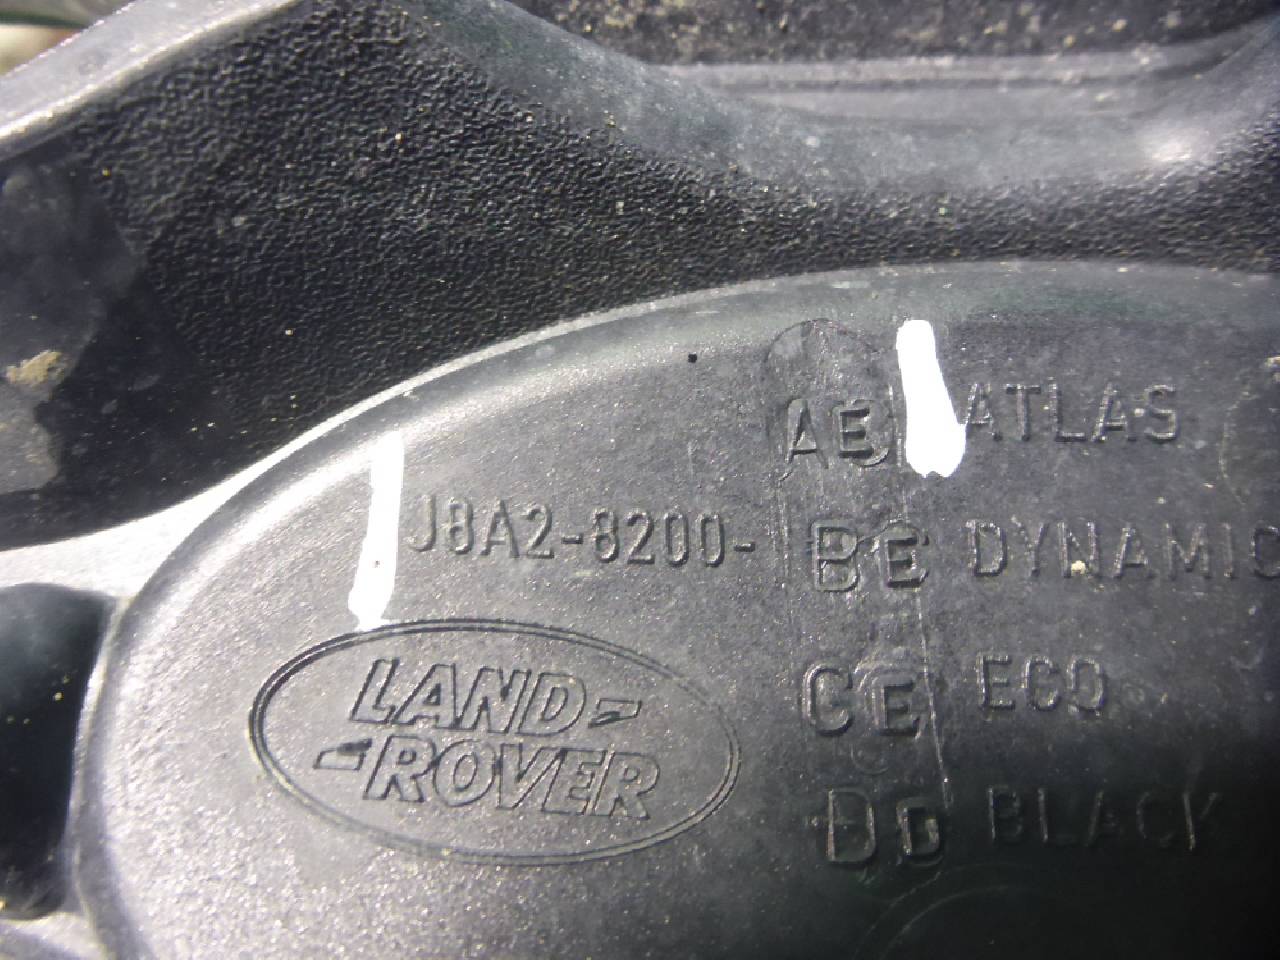 J8A2-8200-
AE ATLAS
BE DYNAMIC
CE ECO
DD BLACK
LAND-
-ROVER